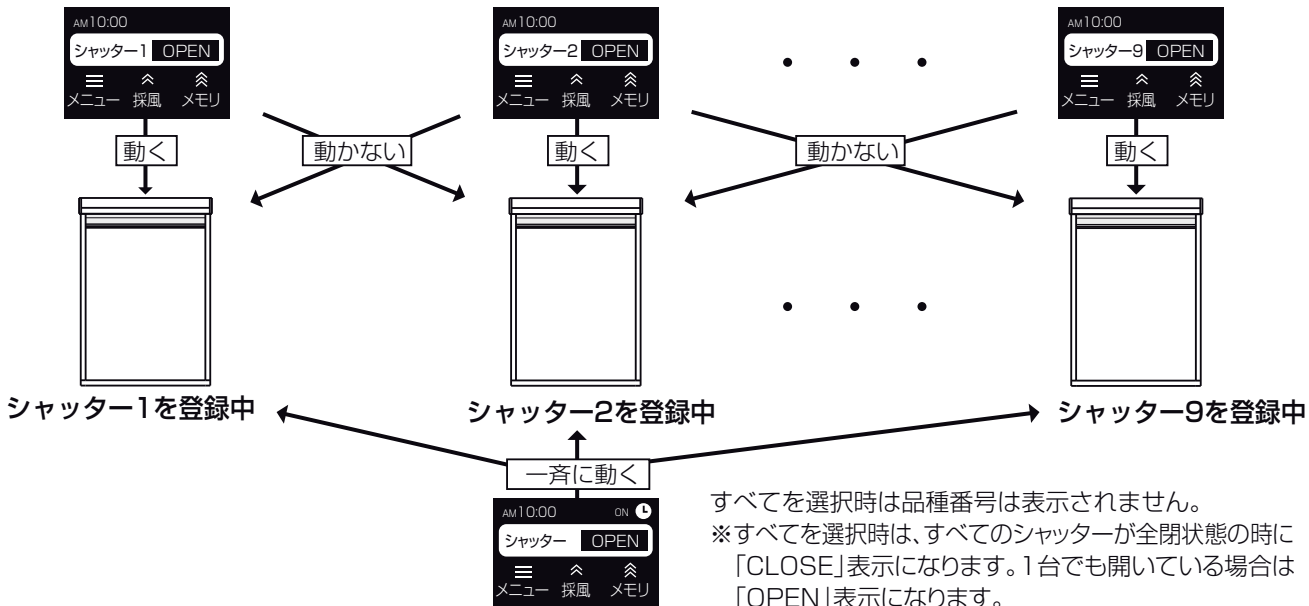 AM10:00
シャッター1 OPEN
メニュー 採風 メモリ
AM10:00
シャッター2 OPEN
メニュー 採風 メモリ
AM10:00
シャッター9 OPEN
メニュー 採風 メモリ
動く
動かない
動く
動かない
動く
シャッター1を登録中
シャッター2を登録中
シャッター9を登録中
一斉に動く
AM10:00 ON
シャッター OPEN
メニュー 採風 メモリ
すべてを選択時は品種番号は表示されません。
※すべてを選択時は、すべてのシャッターが全閉状態の時に
「CLOSE」表示になります。1台でも開いている場合は
「OPEN」表示になります。